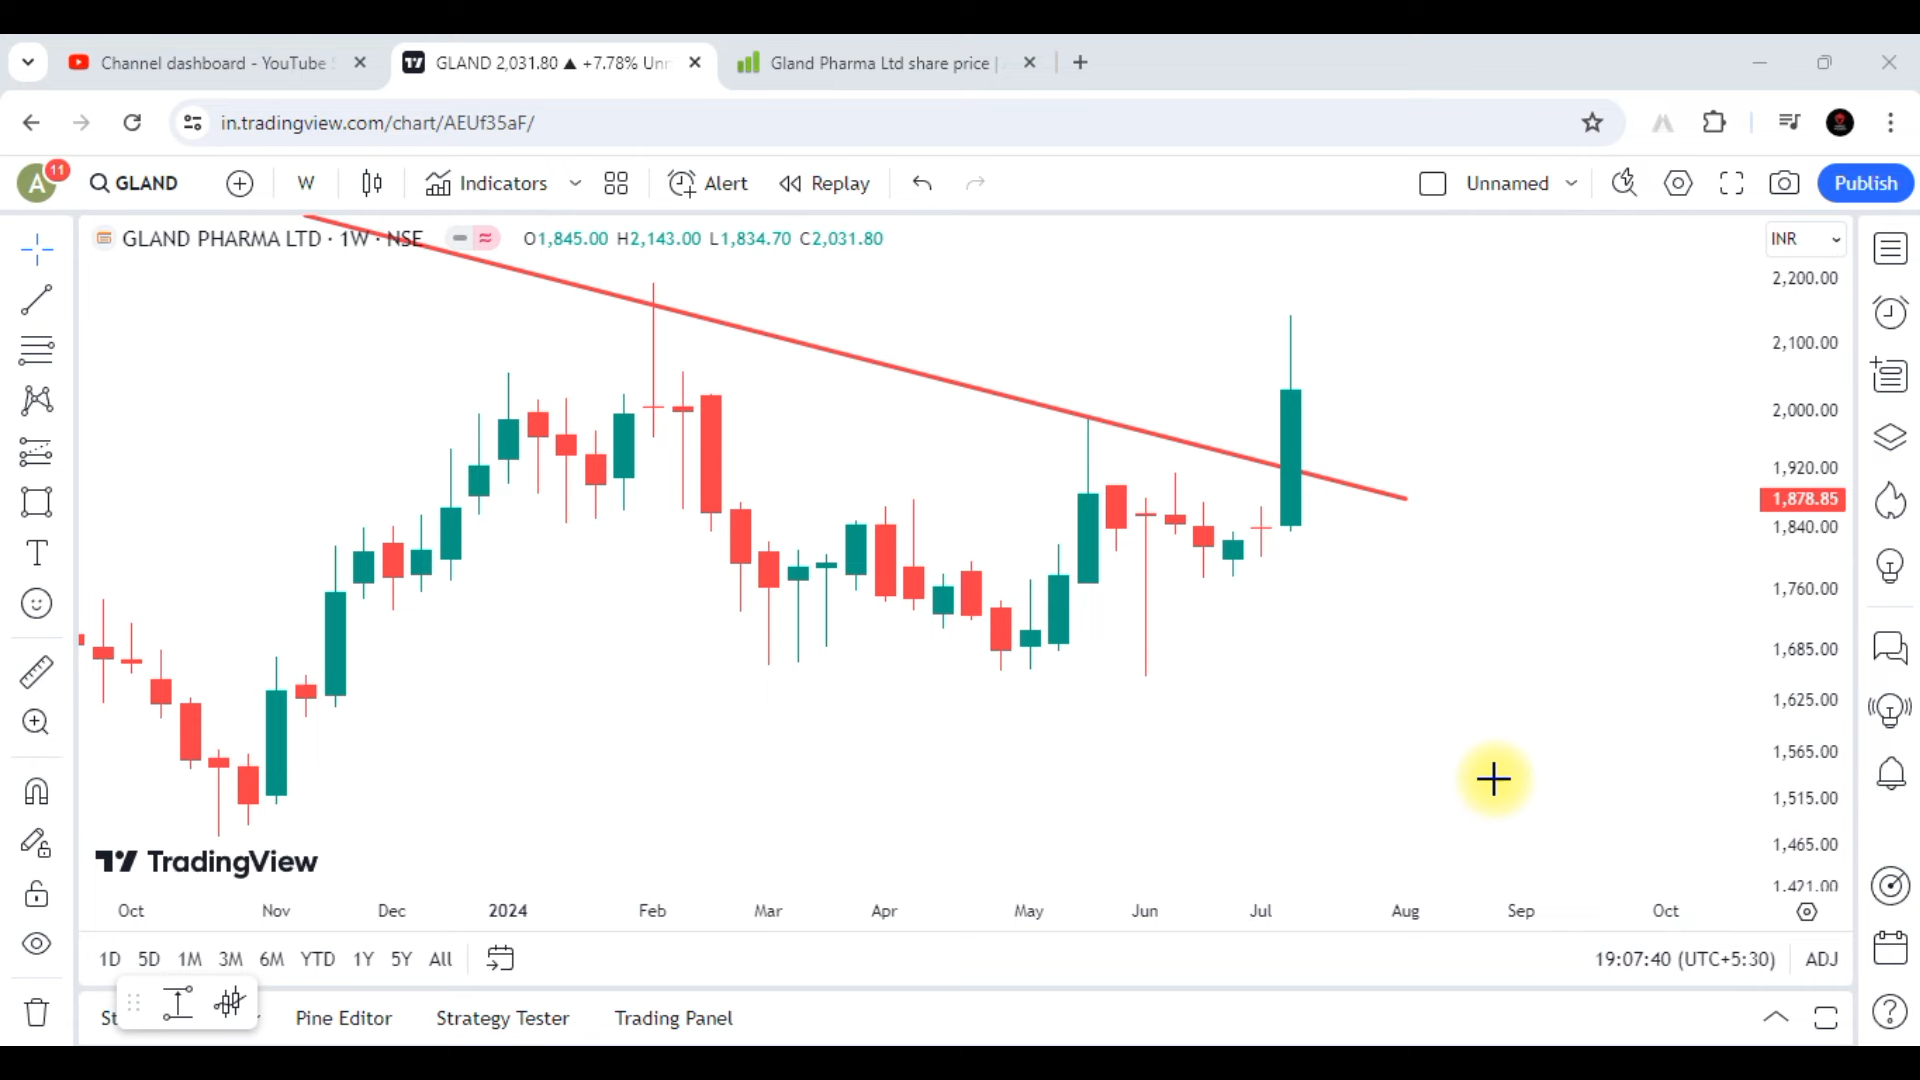 Channel dashboard - YouTube
GLAND 2,031.80 ▲ +7.78% Unn
Gland Pharma Ltd share price |
in.tradingview.com/chart/AEUf35aF/
A
11
GLAND
W
Indicators
Alert
Replay
Unnamed
Publish
GLAND PHARMA LTD · 1W · NSE
O1,845.00 H2,143.00 L1,834.70 C2,031.80
INR
2,200.00
2,100.00
2,000.00
1,920.00
1,878.85
1,840.00
1,760.00
1,685.00
1,625.00
1,565.00
1,515.00
1,465.00
1,421.00
TradingView
Oct
Nov
Dec
2024
Feb
Mar
Apr
May
Jun
Jul
Aug
Sep
Oct
1D 5D 1M 3M 6M YTD 1Y 5Y All
19:07:40 (UTC+5:30)
ADJ
St
Pine Editor
Strategy Tester
Trading Panel